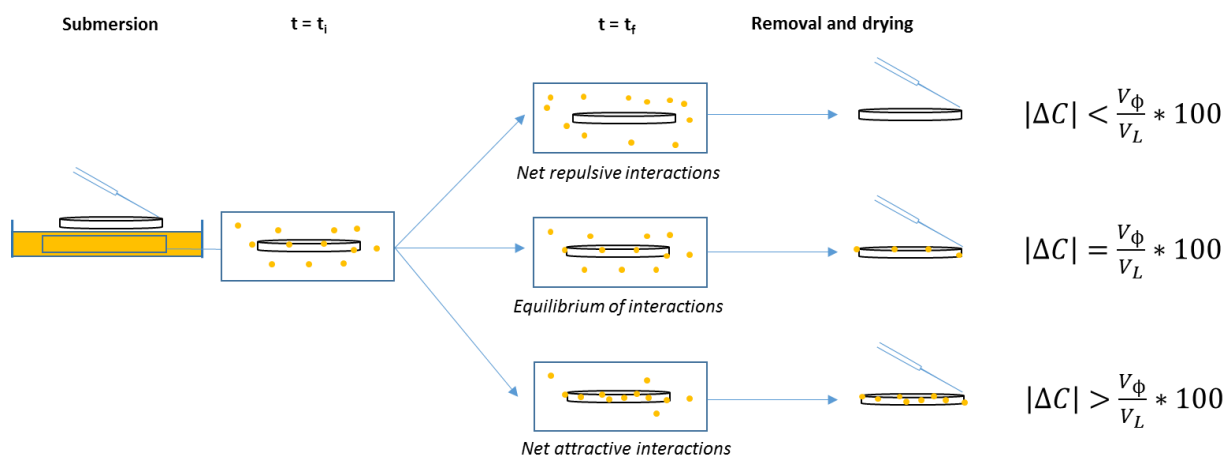 Submersion
t = tᵢ
t = t_f
Removal and drying
|ΔC| < V_ϕ/V_L * 100
Net repulsive interactions
|ΔC| = V_ϕ/V_L * 100
Equilibrium of interactions
|ΔC| > V_ϕ/V_L * 100
Net attractive interactions